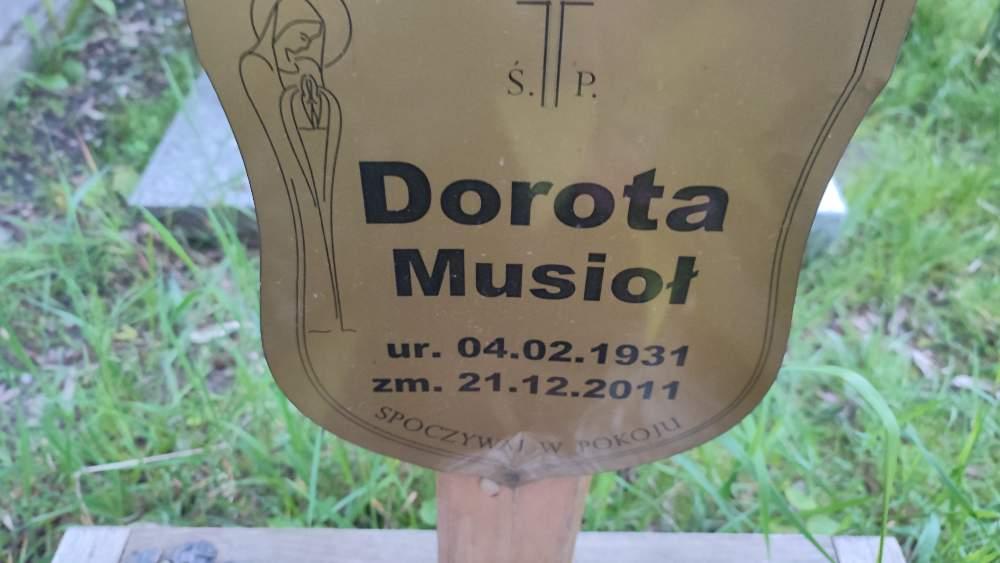 Ś. P.
Dorota
Musioł
ur. 04.02.1931
zm. 21.12.2011
SPOCZYWAJ W POKOJU